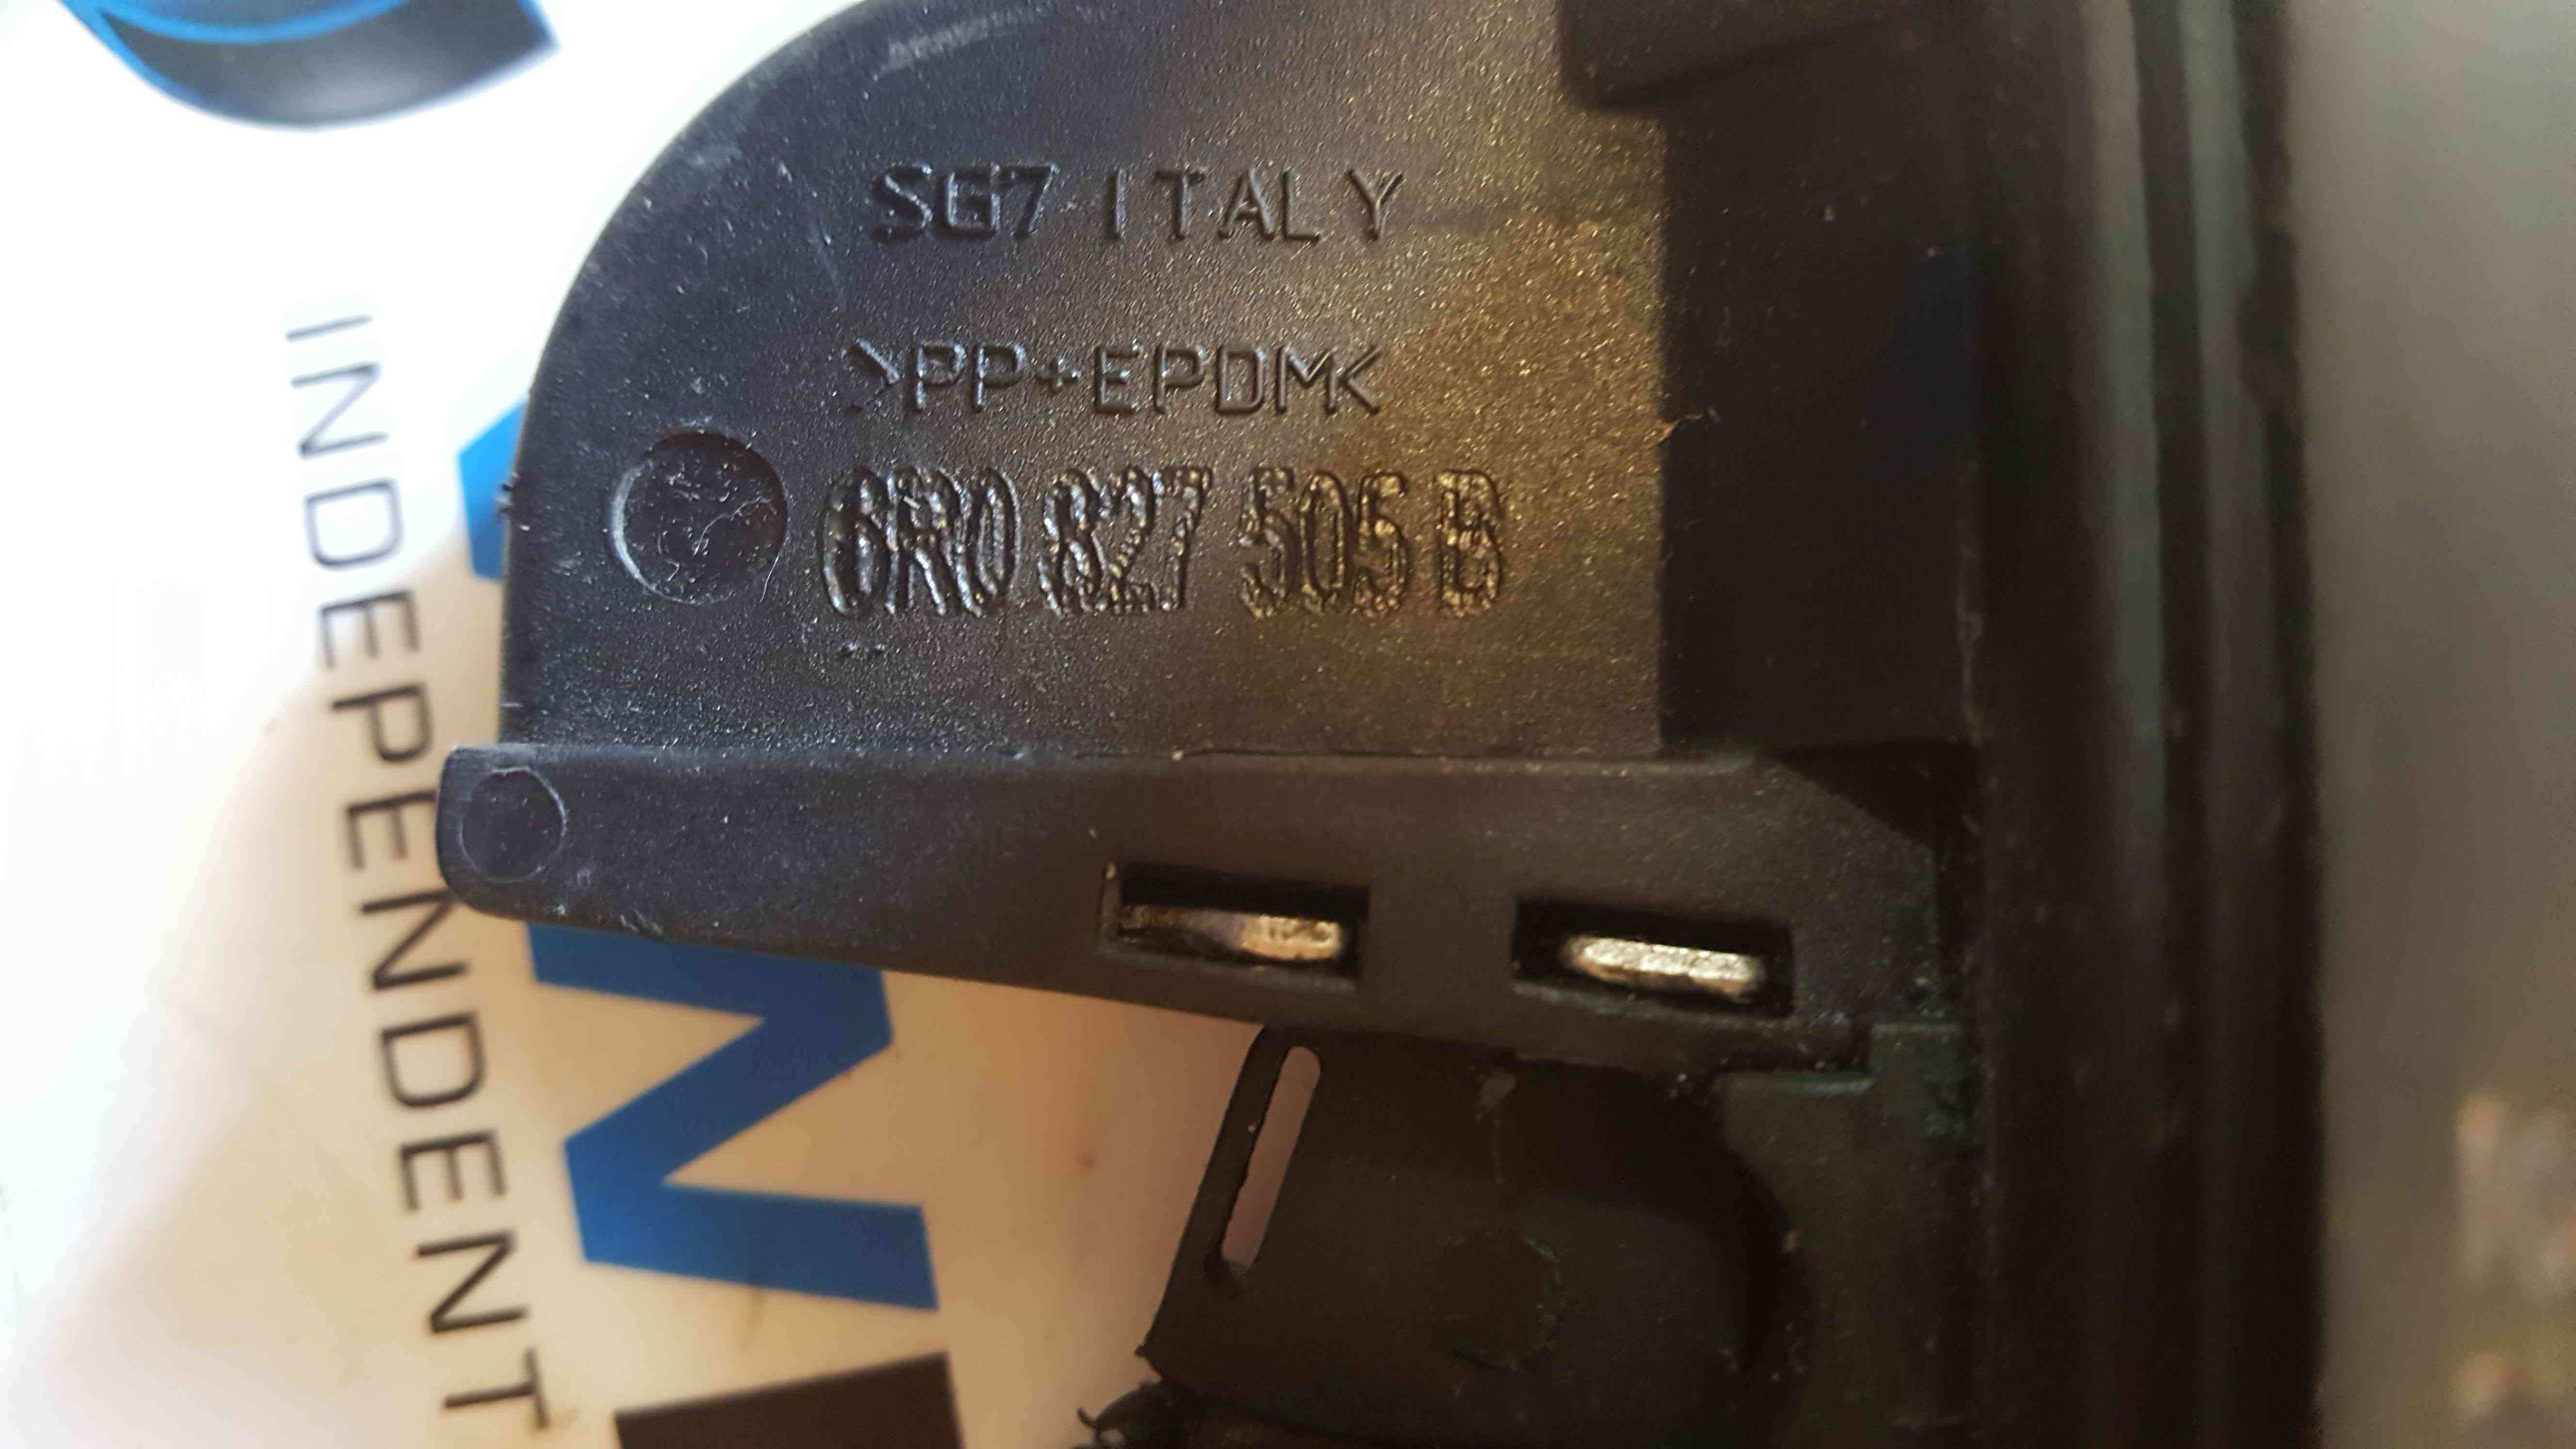 SG7 ITALY
>PP+EPDM<
6R0 827 505 B
INDEPENDENT